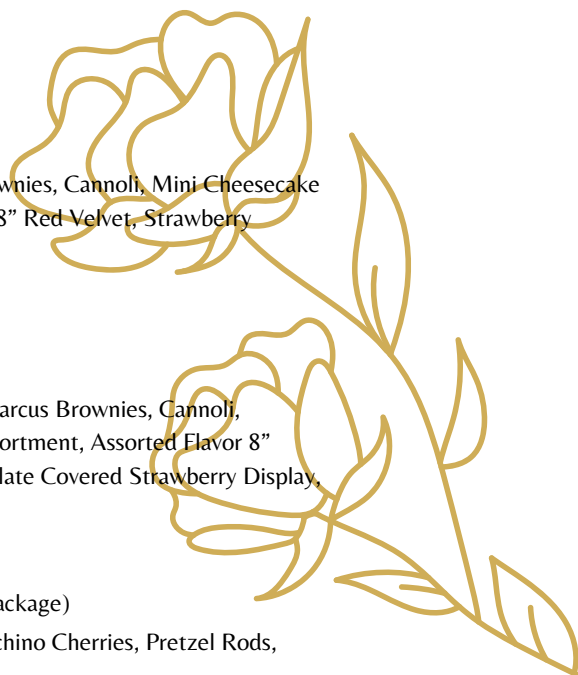 wnies, Cannoli, Mini Cheesecake
8” Red Velvet, Strawberry
arcus Brownies, Cannoli,
ortment, Assorted Flavor 8”
late Covered Strawberry Display,
ackage)
chino Cherries, Pretzel Rods,